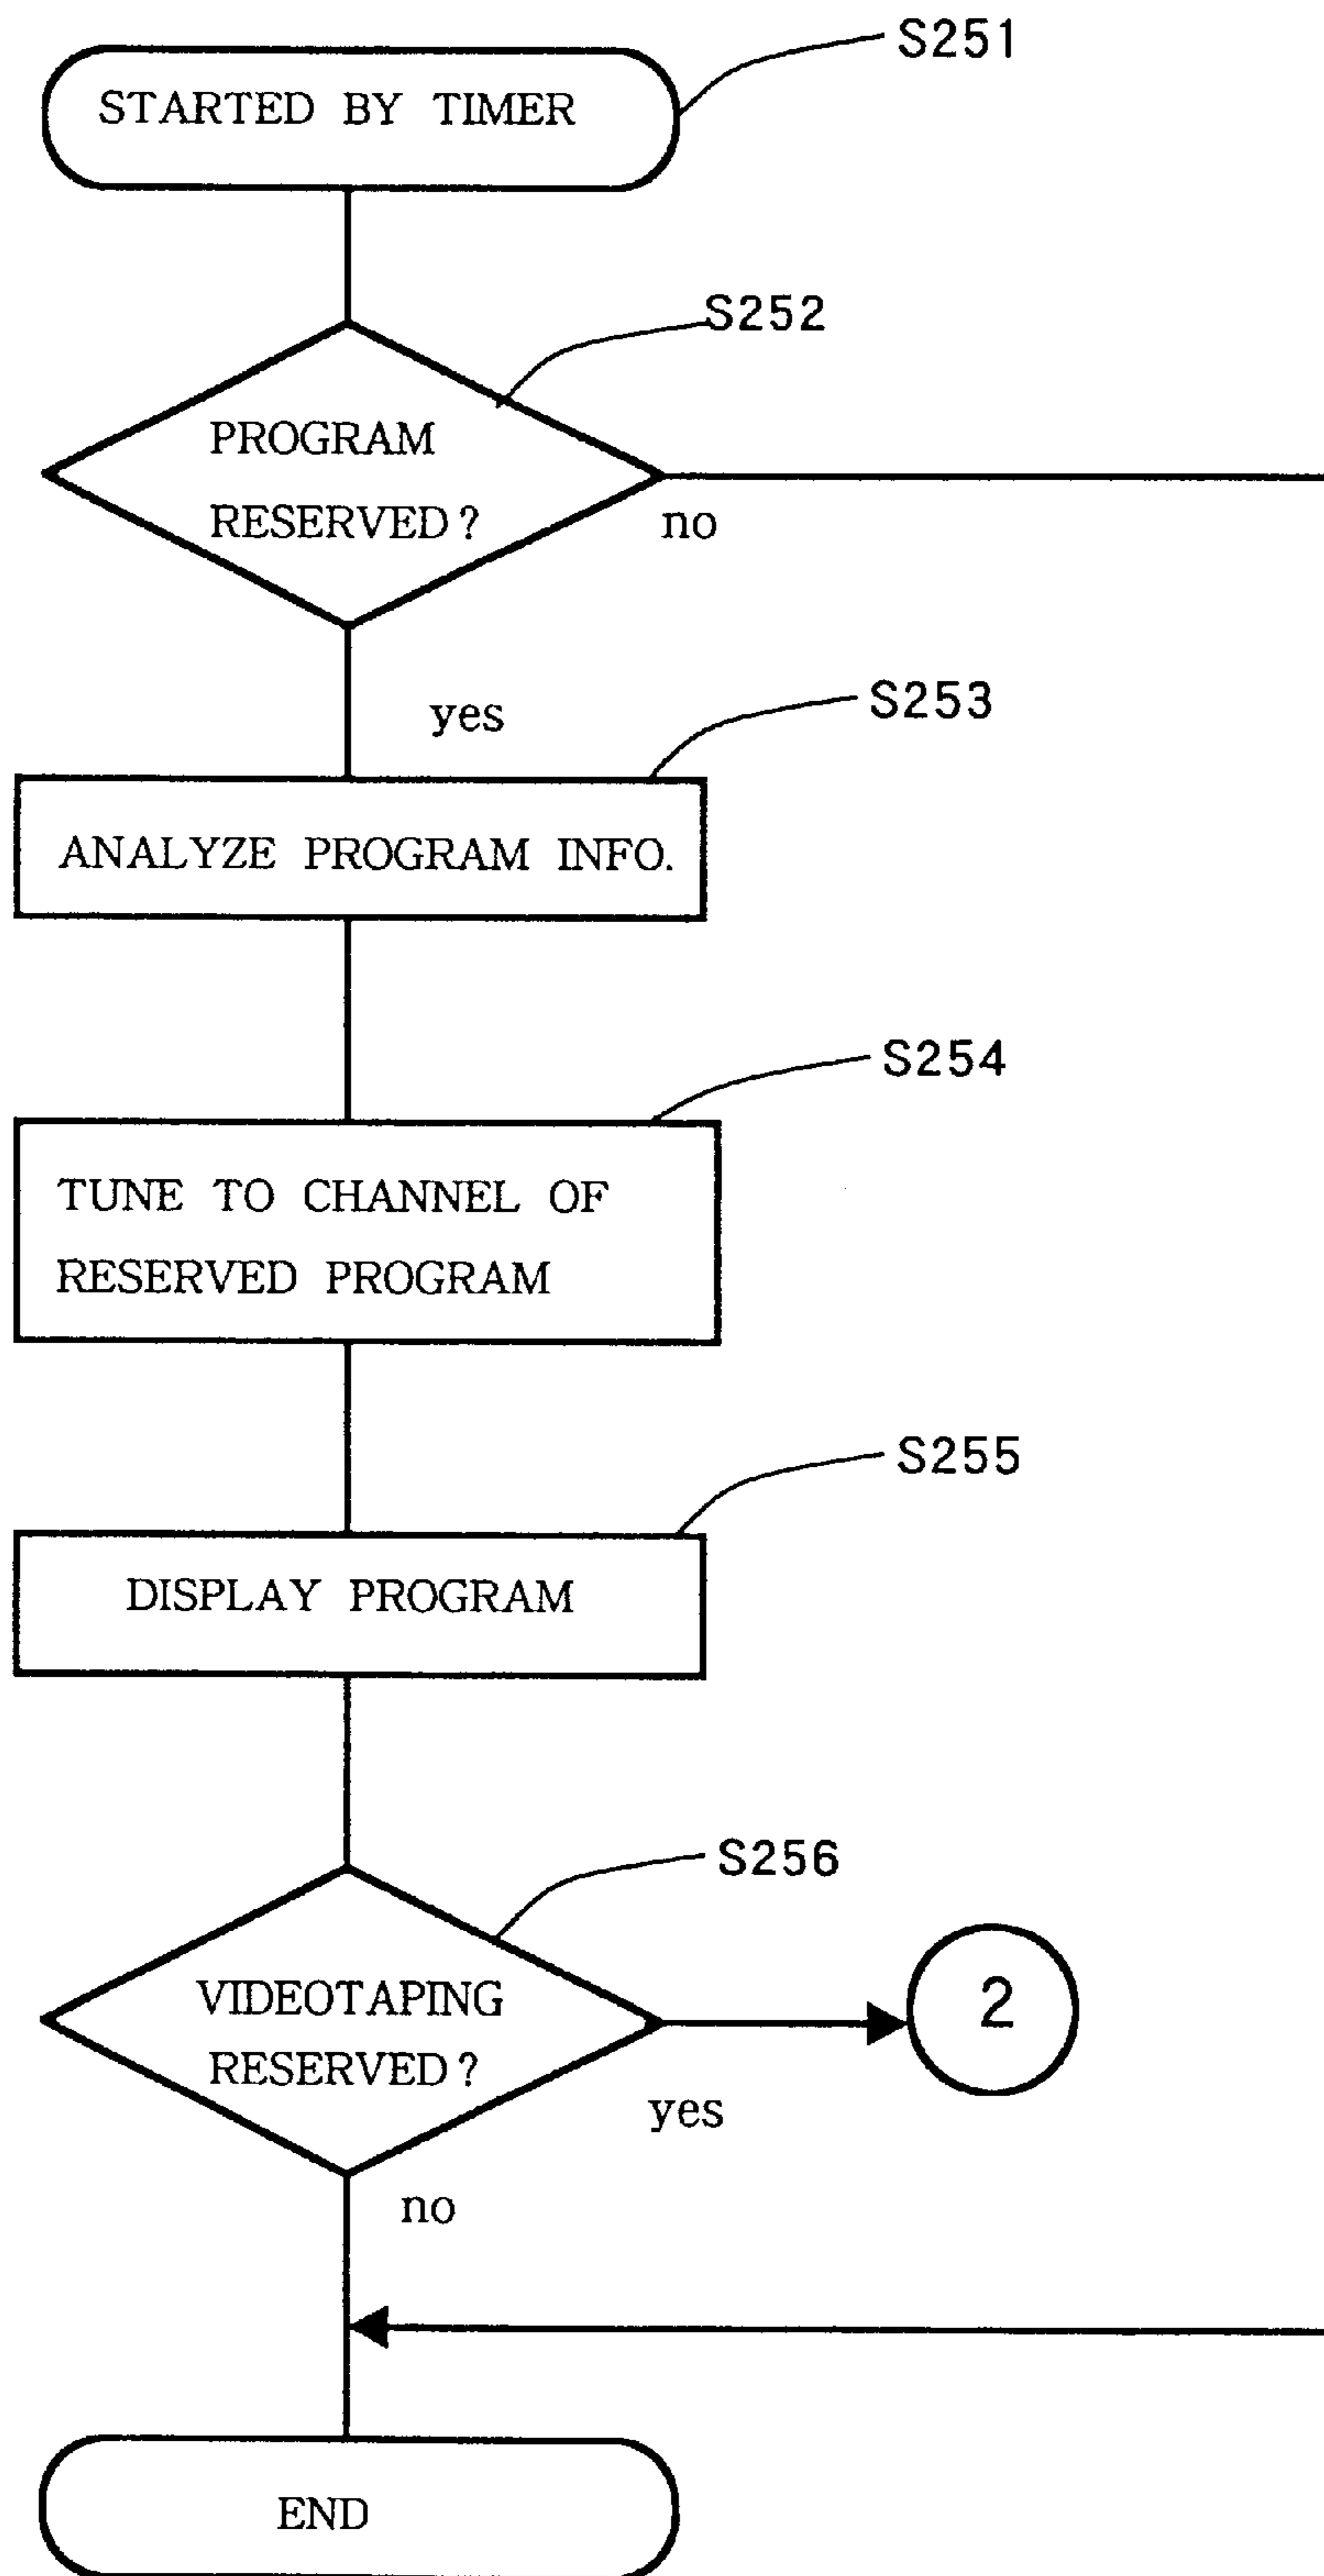 S251
STARTED BY TIMER
S252
PROGRAM
RESERVED?
no
yes
S253
ANALYZE PROGRAM INFO.
S254
TUNE TO CHANNEL OF
RESERVED PROGRAM
S255
DISPLAY PROGRAM
S256
VIDEOTAPING
RESERVED?
2
yes
no
END